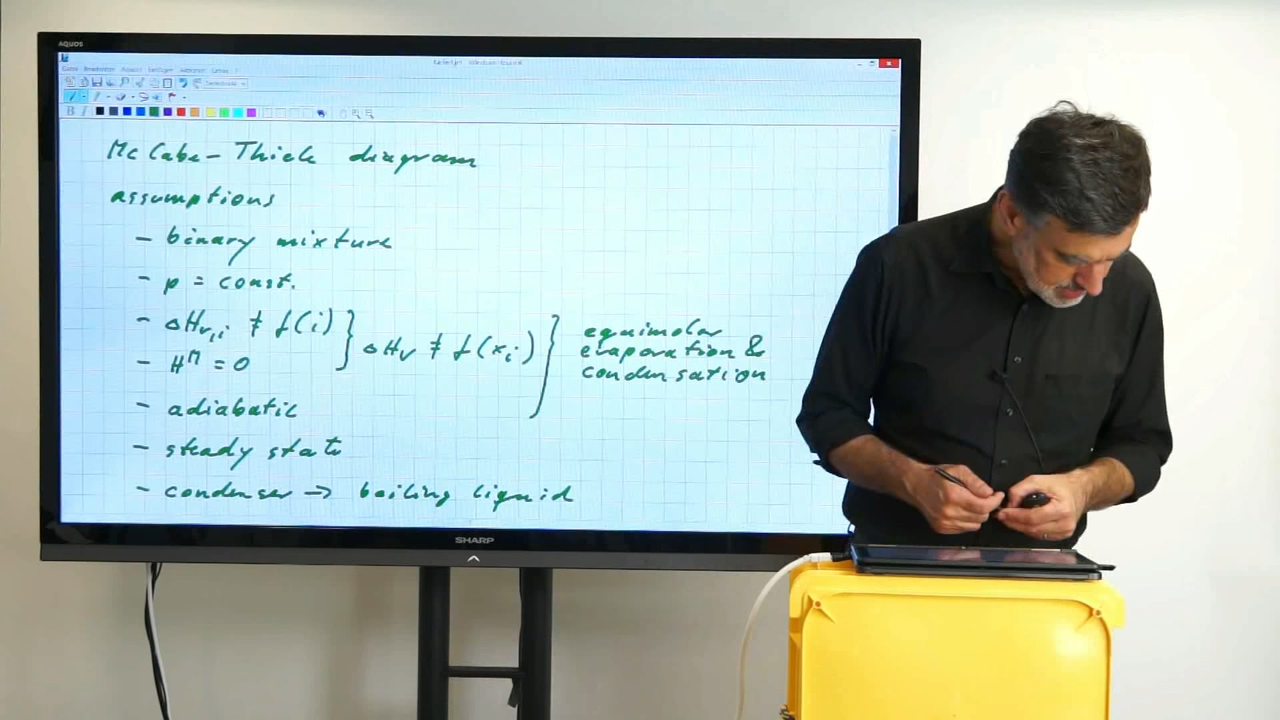 AQUOS
Mc Cabe - Thiele diagram
assumptions
- binary mixture
- p = const.
- ΔHv,i ≠ f(i)
- H^M = 0
} ΔHv ≠ f(xi) }
equimolar
evaporation &
condensation
- adiabatic
- steady state
- condenser → boiling liquid
SHARP